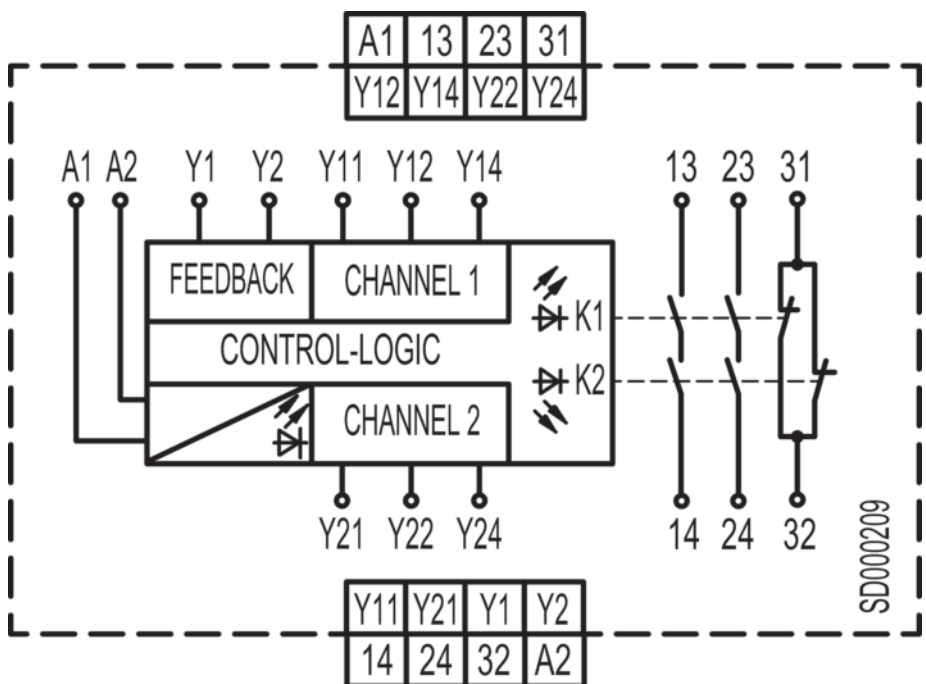 A1 13 23 31
Y12 Y14 Y22 Y24
A1 A2 Y1 Y2 Y11 Y12 Y14 13 23 31
FEEDBACK CHANNEL 1
K1
CONTROL-LOGIC
K2
CHANNEL 2
Y21 Y22 Y24 14 24 32
SD000209
Y11 Y21 Y1 Y2
14 24 32 A2